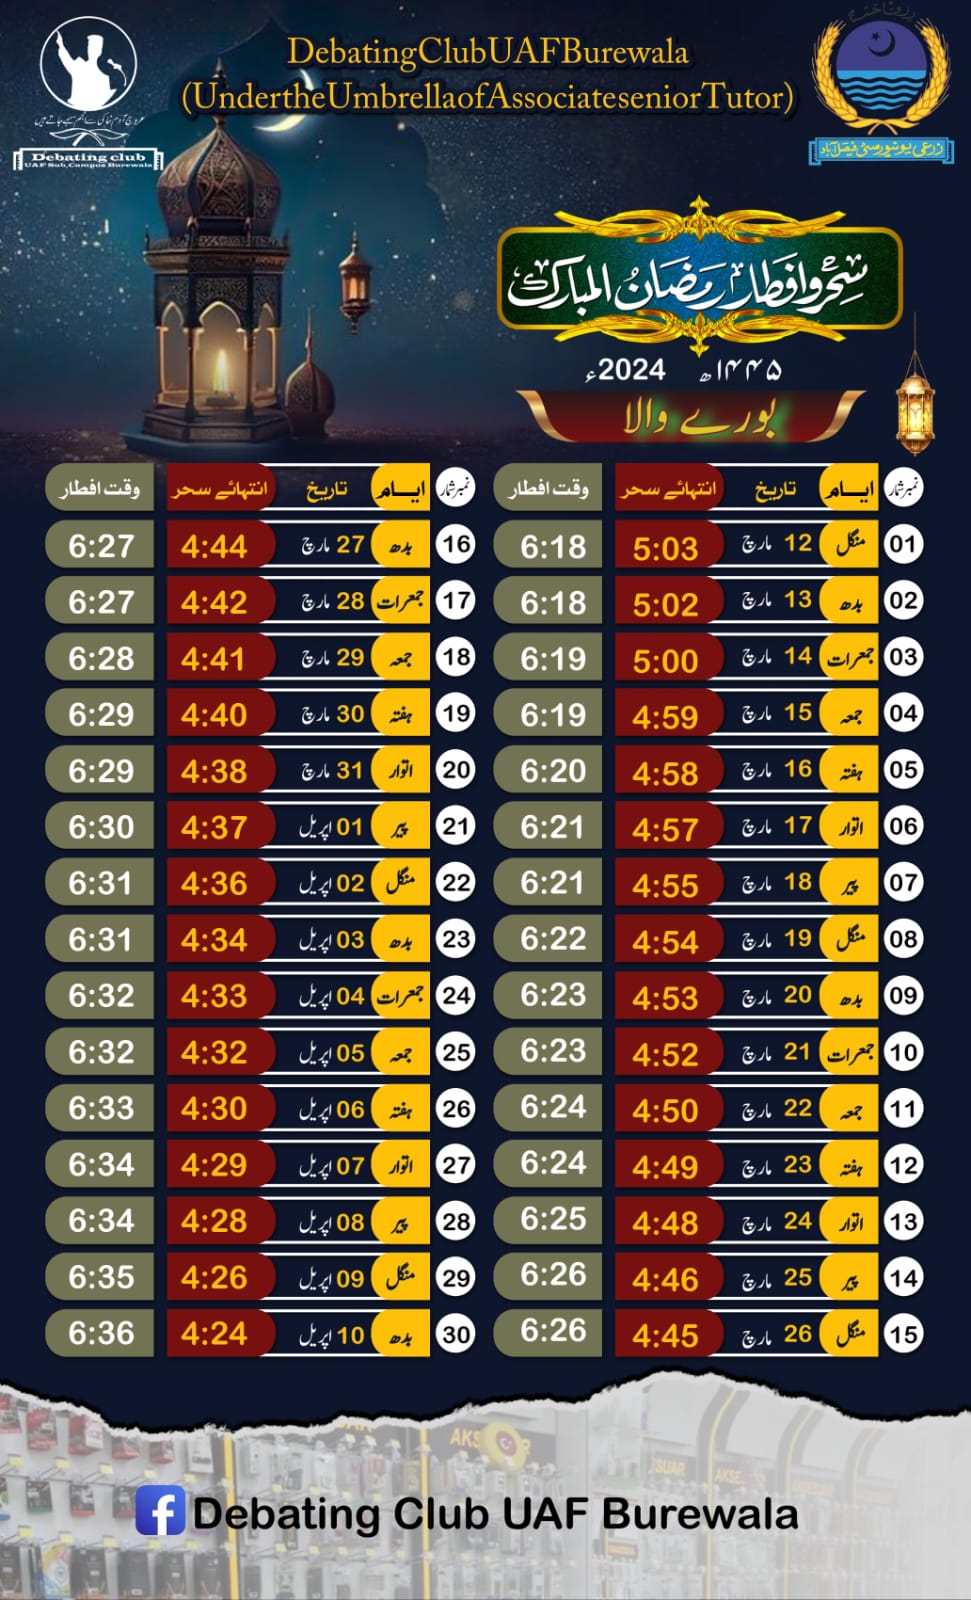 DebatingClubUAFBurewala
(UndertheUmbrellaofAssociateseniorTutor)
Debating club
UAF Sub Campus Burewala
زرعی یونیورسٹی فیصل آباد
سحر و افطار رمضان المبارک
۱۴۴۵ھ 2024ء
بورے والا
نمبر شمار ایام تاریخ انتہائے سحر وقت افطار
01 منگل 12 مارچ 5:03 6:18
02 بدھ 13 مارچ 5:02 6:18
03 جمعرات 14 مارچ 5:00 6:19
04 جمعہ 15 مارچ 4:59 6:19
05 ہفتہ 16 مارچ 4:58 6:20
06 اتوار 17 مارچ 4:57 6:21
07 پیر 18 مارچ 4:55 6:21
08 منگل 19 مارچ 4:54 6:22
09 بدھ 20 مارچ 4:53 6:23
10 جمعرات 21 مارچ 4:52 6:23
11 جمعہ 22 مارچ 4:50 6:24
12 ہفتہ 23 مارچ 4:49 6:24
13 اتوار 24 مارچ 4:48 6:25
14 پیر 25 مارچ 4:46 6:26
15 منگل 26 مارچ 4:45 6:26
نمبر شمار ایام تاریخ انتہائے سحر وقت افطار
16 بدھ 27 مارچ 4:44 6:27
17 جمعرات 28 مارچ 4:42 6:27
18 جمعہ 29 مارچ 4:41 6:28
19 ہفتہ 30 مارچ 4:40 6:29
20 اتوار 31 مارچ 4:38 6:29
21 پیر 01 اپریل 4:37 6:30
22 منگل 02 اپریل 4:36 6:31
23 بدھ 03 اپریل 4:34 6:31
24 جمعرات 04 اپریل 4:33 6:32
25 جمعہ 05 اپریل 4:32 6:32
26 ہفتہ 06 اپریل 4:30 6:33
27 اتوار 07 اپریل 4:29 6:34
28 پیر 08 اپریل 4:28 6:34
29 منگل 09 اپریل 4:26 6:35
30 بدھ 10 اپریل 4:24 6:36
Debating Club UAF Burewala